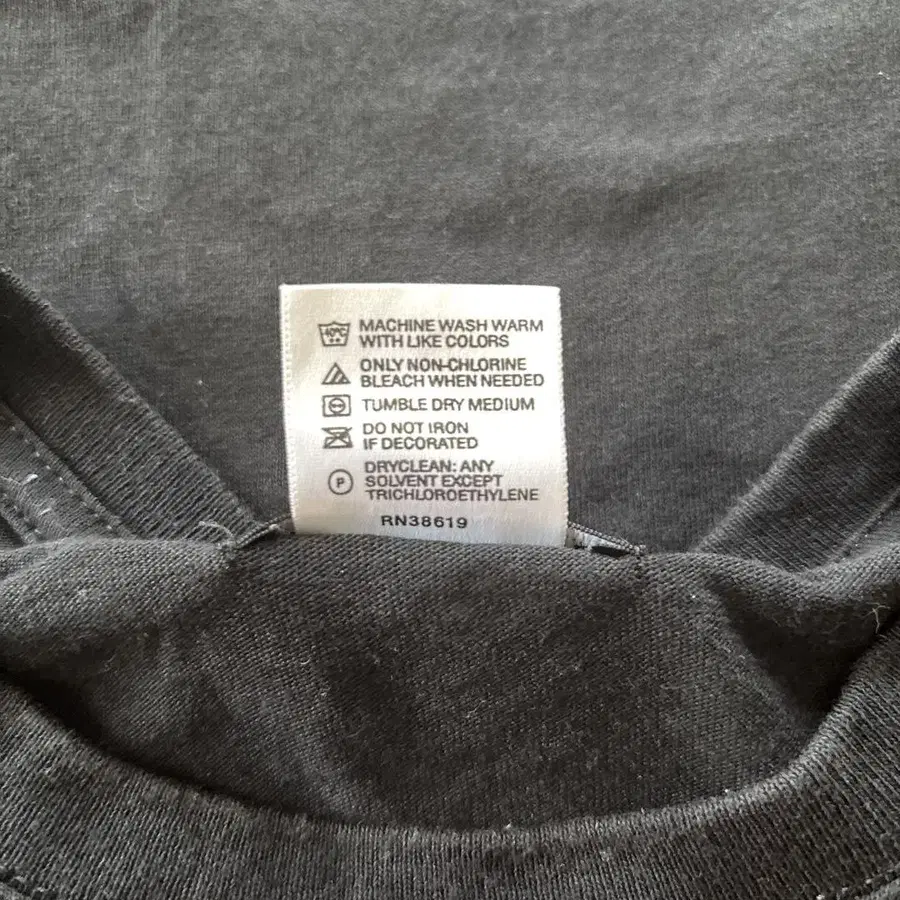 40°C MACHINE WASH WARM
WITH LIKE COLORS
ONLY NON-CHLORINE
BLEACH WHEN NEEDED
TUMBLE DRY MEDIUM
DO NOT IRON
IF DECORATED
DRYCLEAN: ANY
P SOLVENT EXCEPT
TRICHLOROETHYLENE
RN38619